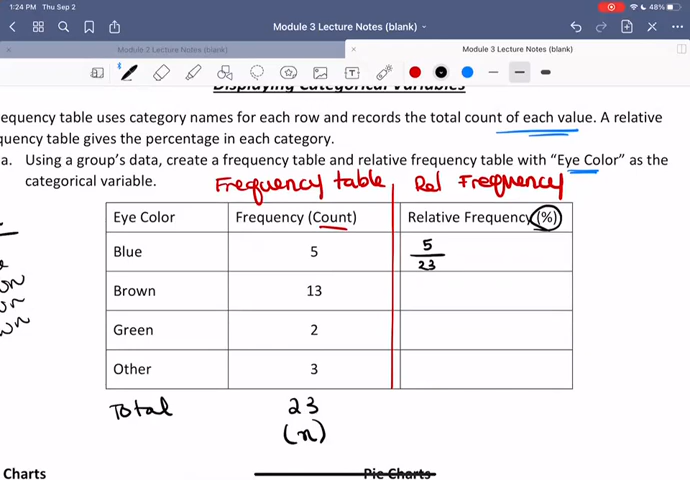 1:24 PM Thu Sep 2
48%
Module 3 Lecture Notes (blank)
Module 2 Lecture Notes (blank)
Module 3 Lecture Notes (blank)
Displaying Categorical Variables
equency table uses category names for each row and records the total count of each value. A relative
quency table gives the percentage in each category.
a. Using a group's data, create a frequency table and relative frequency table with "Eye Color" as the
categorical variable.
Frequency table Rel Frequency
Eye Color Frequency (Count) Relative Frequency (%)
Blue 5 5/23
Brown 13
Green 2
Other 3
Total 23
(n)
Charts Pie Charts